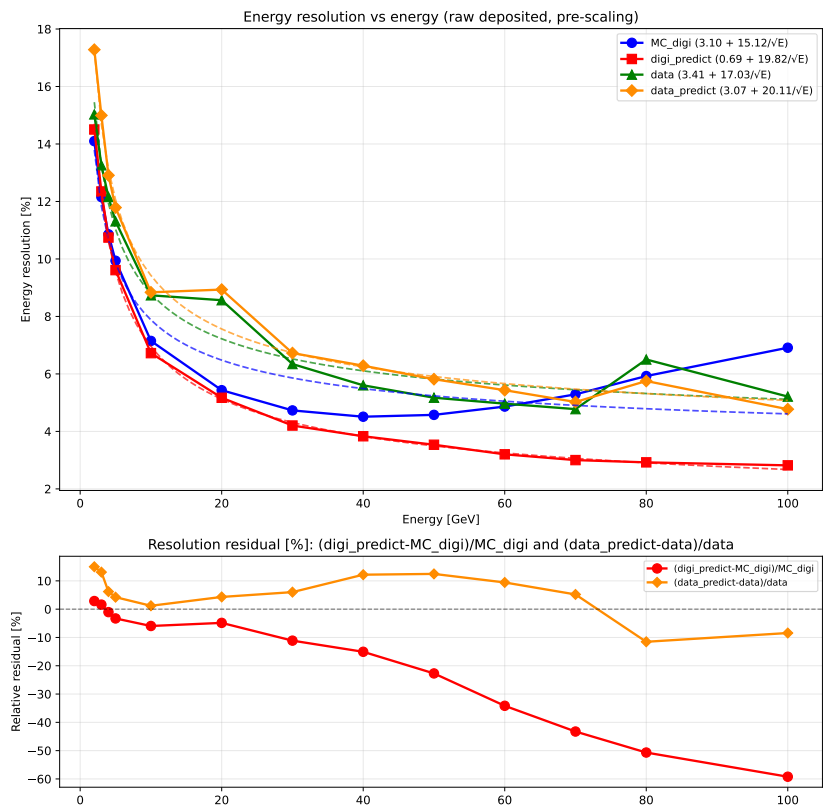 Energy resolution vs energy (raw deposited, pre-scaling)
18
16
14
12
10
8
6
4
2
Energy resolution [%]
MC_digi (3.10 + 15.12/√E)
digi_predict (0.69 + 19.82/√E)
data (3.41 + 17.03/√E)
data_predict (3.07 + 20.11/√E)
0 20 40 60 80 100
Energy [GeV]
Resolution residual [%]: (digi_predict-MC_digi)/MC_digi and (data_predict-data)/data
10
0
−10
−20
−30
−40
−50
−60
Relative residual [%]
(digi_predict-MC_digi)/MC_digi
(data_predict-data)/data
0 20 40 60 80 100